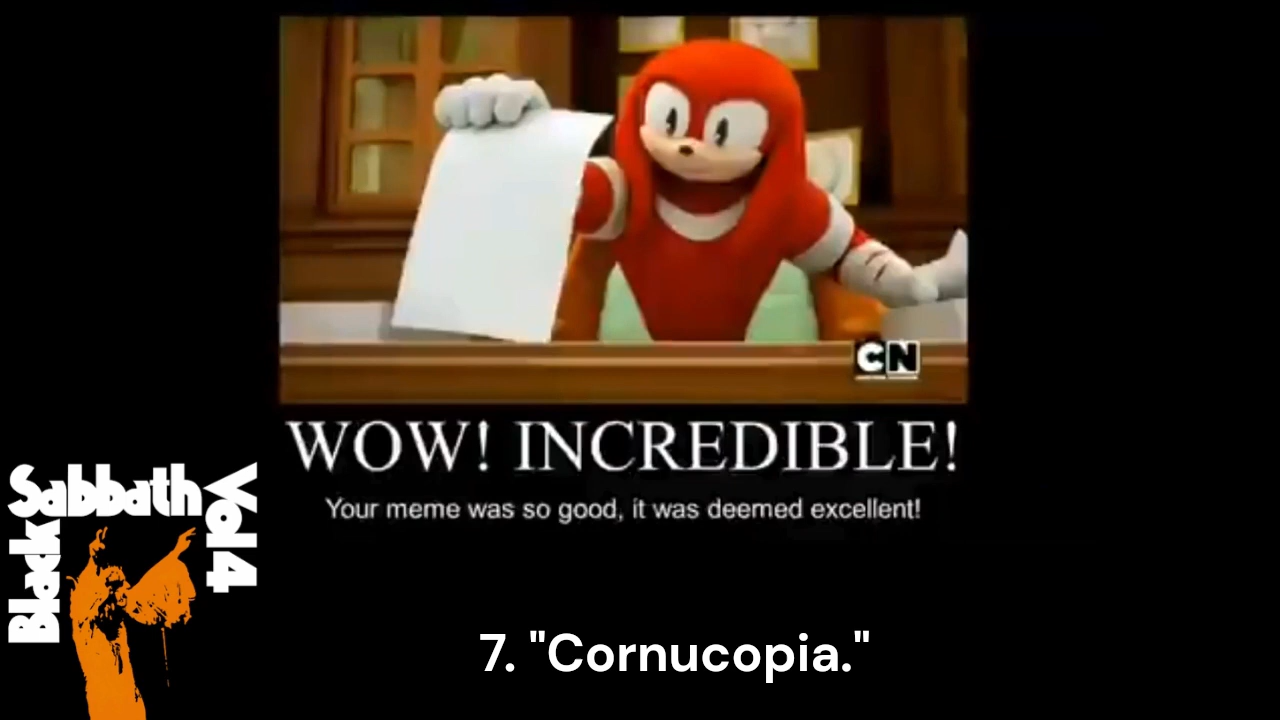 CN
WOW! INCREDIBLE!
Your meme was so good, it was deemed excellent!
Black
Sabbath
Vol 4
7. "Cornucopia."